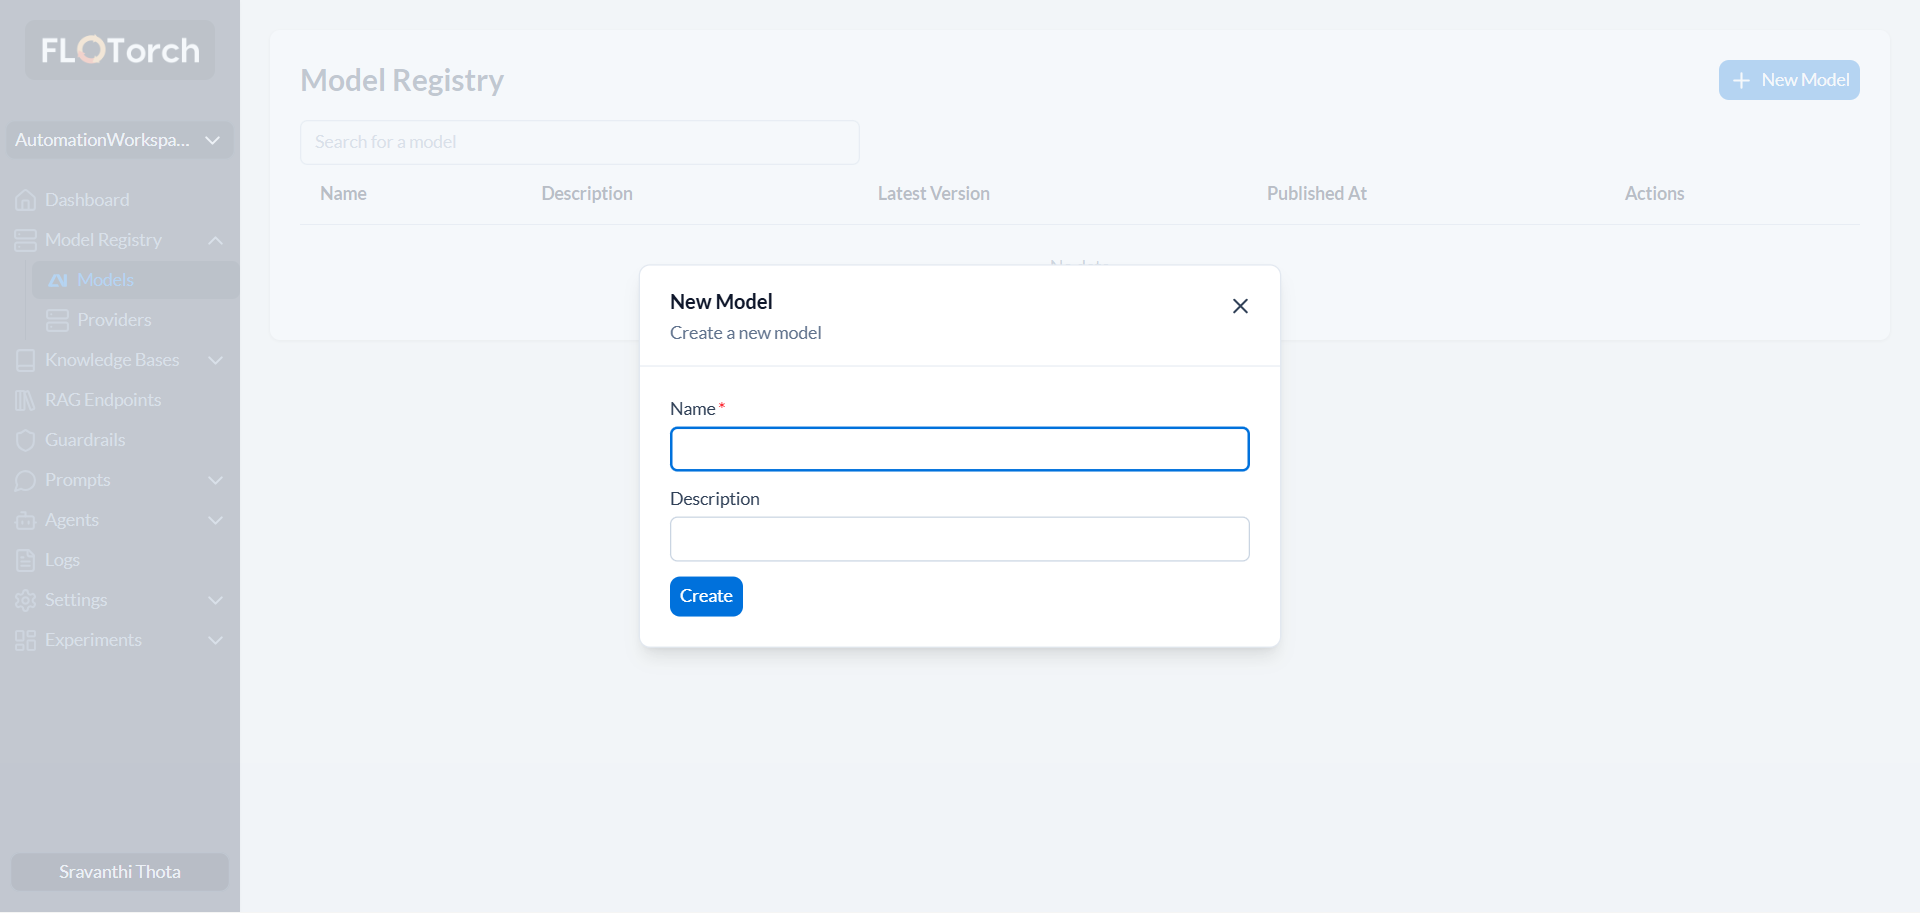 FLOTorch
AutomationWorkspa...
Dashboard
Model Registry
Models
Providers
Knowledge Bases
RAG Endpoints
Guardrails
Prompts
Agents
Logs
Settings
Experiments
Sravanthi Thota
Model Registry
New Model
Search for a model
Name Description Latest Version Published At Actions
New Model
Create a new model
Name *
Description
Create